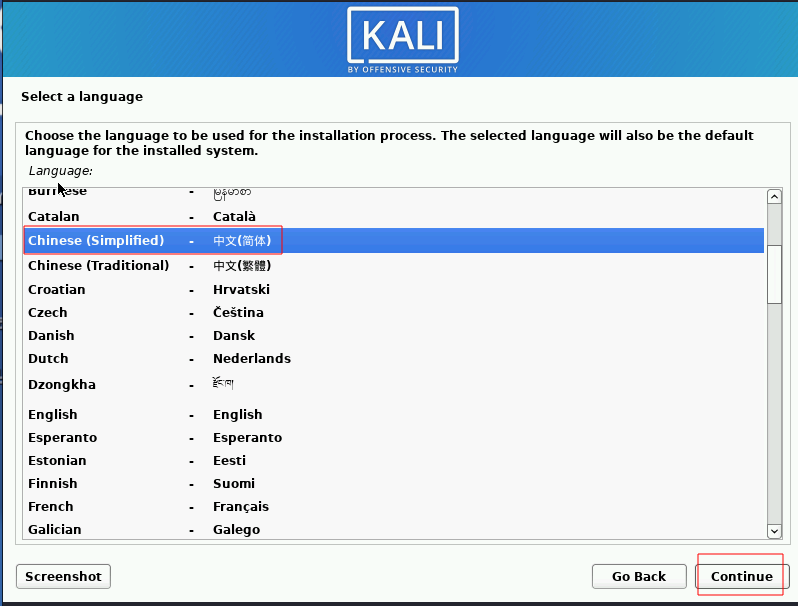 KALI
BY OFFENSIVE SECURITY
Select a language
Choose the language to be used for the installation process. The selected language will also be the default
language for the installed system.
Language:
Burmese - မြန်မာစာ
Catalan - Català
Chinese (Simplified) - 中文(简体)
Chinese (Traditional) - 中文(繁體)
Croatian - Hrvatski
Czech - Čeština
Danish - Dansk
Dutch - Nederlands
Dzongkha - རྫོང་ཁ།
English - English
Esperanto - Esperanto
Estonian - Eesti
Finnish - Suomi
French - Français
Galician - Galego
Screenshot Go Back Continue